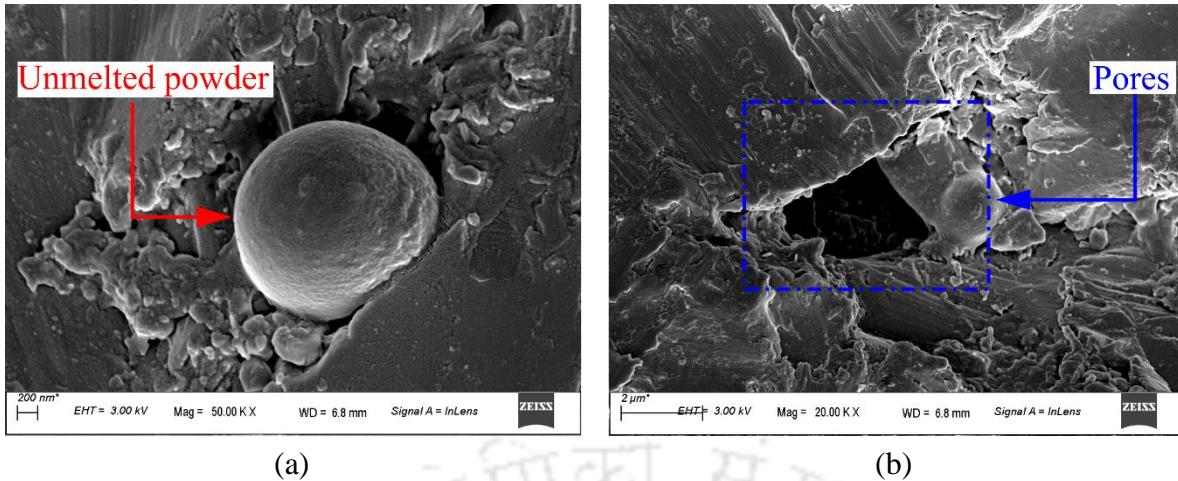 Unmelted powder
200 nm*
EHT = 3.00 kV Mag = 50.00 K X WD = 6.8 mm Signal A = InLens ZEISS
(a)
Pores
2 µm*
EHT = 3.00 kV Mag = 20.00 K X WD = 6.8 mm Signal A = InLens ZEISS
(b)